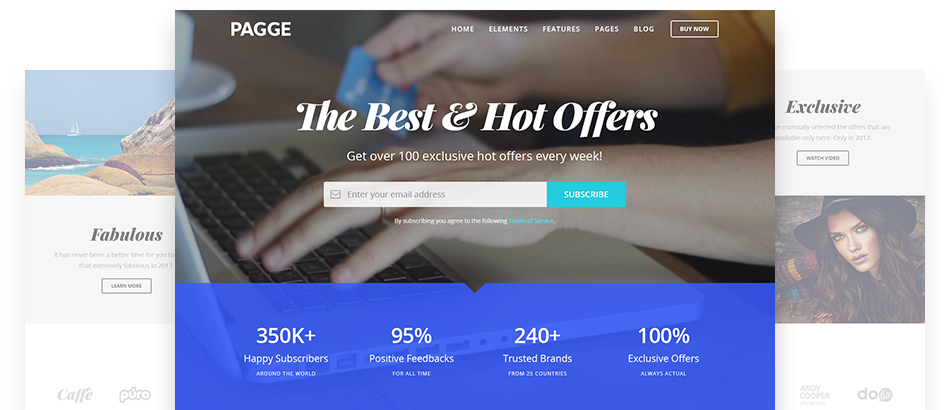 PAGGE
HOME ELEMENTS FEATURES PAGES BLOG BUY NOW
The Best & Hot Offers
Get over 100 exclusive hot offers every week!
Enter your email address SUBSCRIBE
By subscribing you agree to the following Terms of Service.
350K+
Happy Subscribers
AROUND THE WORLD
95%
Positive Feedbacks
FOR ALL TIME
240+
Trusted Brands
FROM 25 COUNTRIES
100%
Exclusive Offers
ALWAYS ACTUAL
Fabulous
It has never been a better time for you to
that extremely fabulous in 2017.
LEARN MORE
Caffè
púro
Exclusive
manually selected the offers that are
available only here. Only in 2017.
WATCH VIDEO
ANDY
COOPER